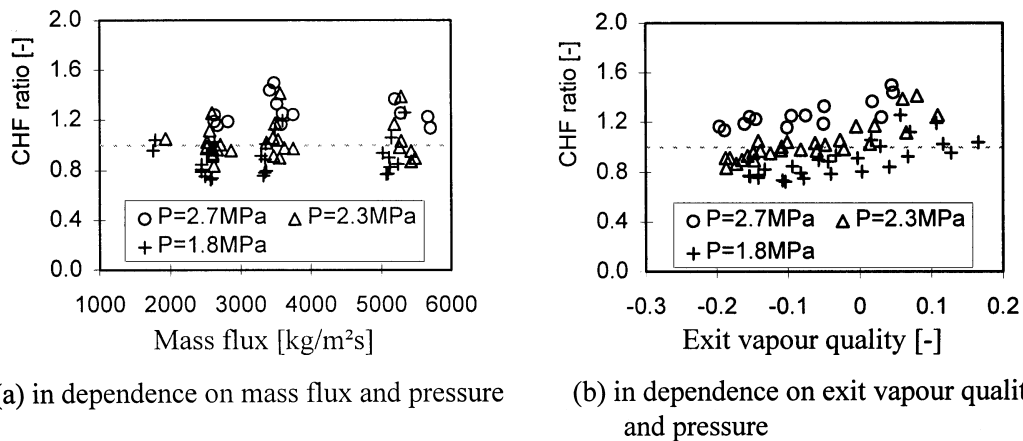 CHF ratio [-]
2.0
1.6
1.2
0.8
0.4
0.0
P=2.7MPa P=2.3MPa
P=1.8MPa
1000 2000 3000 4000 5000 6000
Mass flux [kg/m²s]
(a) in dependence on mass flux and pressure
CHF ratio [-]
2.0
1.6
1.2
0.8
0.4
0.0
P=2.7MPa P=2.3MPa
P=1.8MPa
-0.3 -0.2 -0.1 0 0.1 0.2
Exit vapour quality [-]
(b) in dependence on exit vapour qualit
and pressure